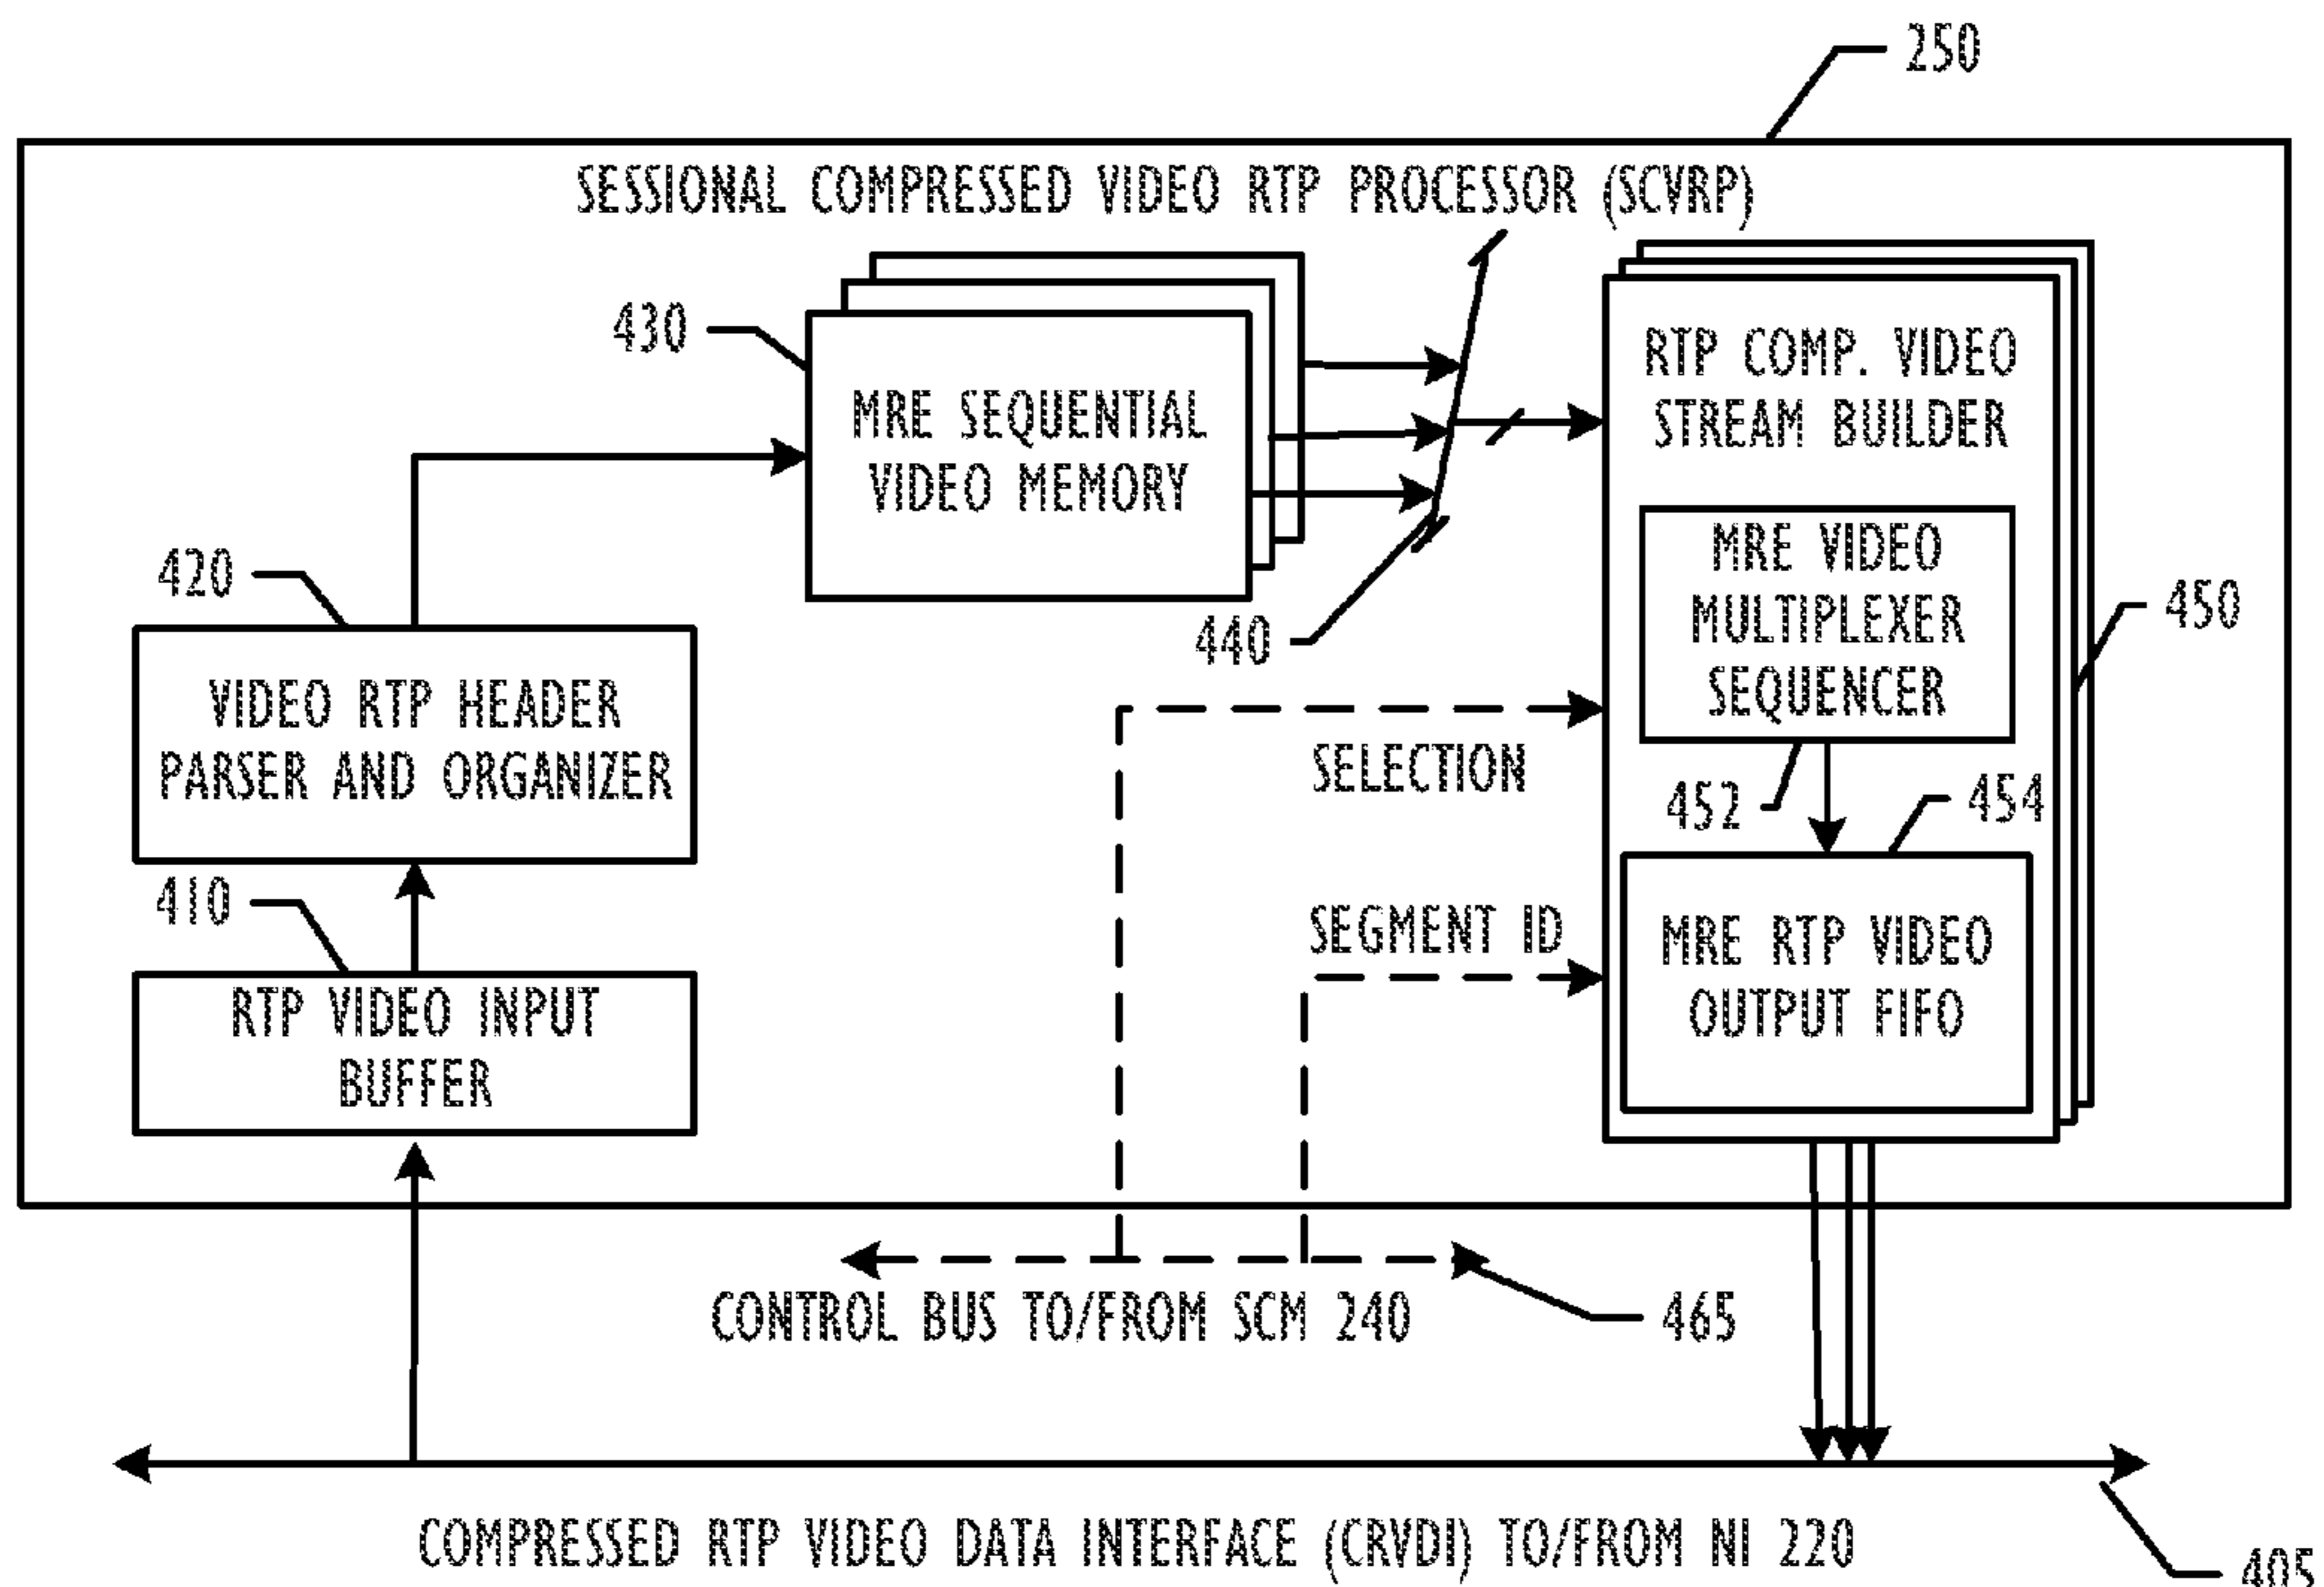 250
SESSIONAL COMPRESSED VIDEO RTP PROCESSOR (SCVRP)
430
MRE SEQUENTIAL
VIDEO MEMORY
440
RTP COMP. VIDEO
STREAM BUILDER
MRE VIDEO
MULTIPLEXER
SEQUENCER
450
420
VIDEO RTP HEADER
PARSER AND ORGANIZER
SELECTION
452
454
410
RTP VIDEO INPUT
BUFFER
SEGMENT ID
MRE RTP VIDEO
OUTPUT FIFO
CONTROL BUS TO/FROM SCM 240
465
COMPRESSED RTP VIDEO DATA INTERFACE (CRVDI) TO/FROM NI 220
405